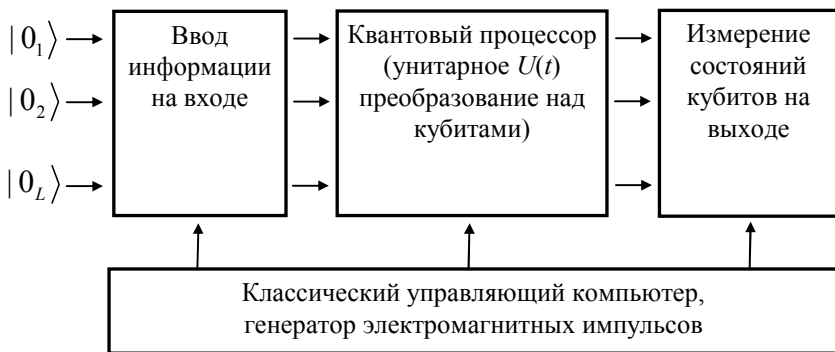 |0₁⟩
|0₂⟩
|0_L⟩
Ввод
информации
на входе
Квантовый процессор
(унитарное U(t)
преобразование над
кубитами)
Измерение
состояний
кубитов на
выходе
Классический управляющий компьютер,
генератор электромагнитных импульсов